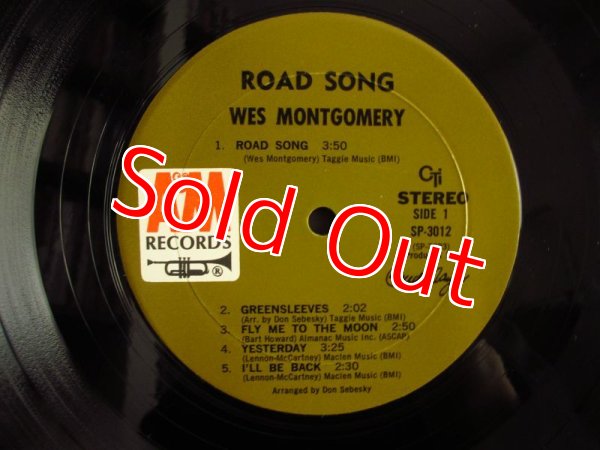 ROAD SONG
WES MONTGOMERY
1. ROAD SONG 3:50
(Wes Montgomery) Taggie Music (BMI)
CTi
STEREO
SIDE 1
SP-3012
A&M
RECORDS
®
Sold Out
2. GREENSLEEVES 2:02
(Arr. by Don Sebesky) Taggie Music (BMI)
3. FLY ME TO THE MOON 2:50
(Bart Howard) Almanac Music Inc. (ASCAP)
4. YESTERDAY 3:25
(Lennon-McCartney) Maclen Music (BMI)
5. I'LL BE BACK 2:30
(Lennon-McCartney) Maclen Music (BMI)
Arranged by Don Sebesky